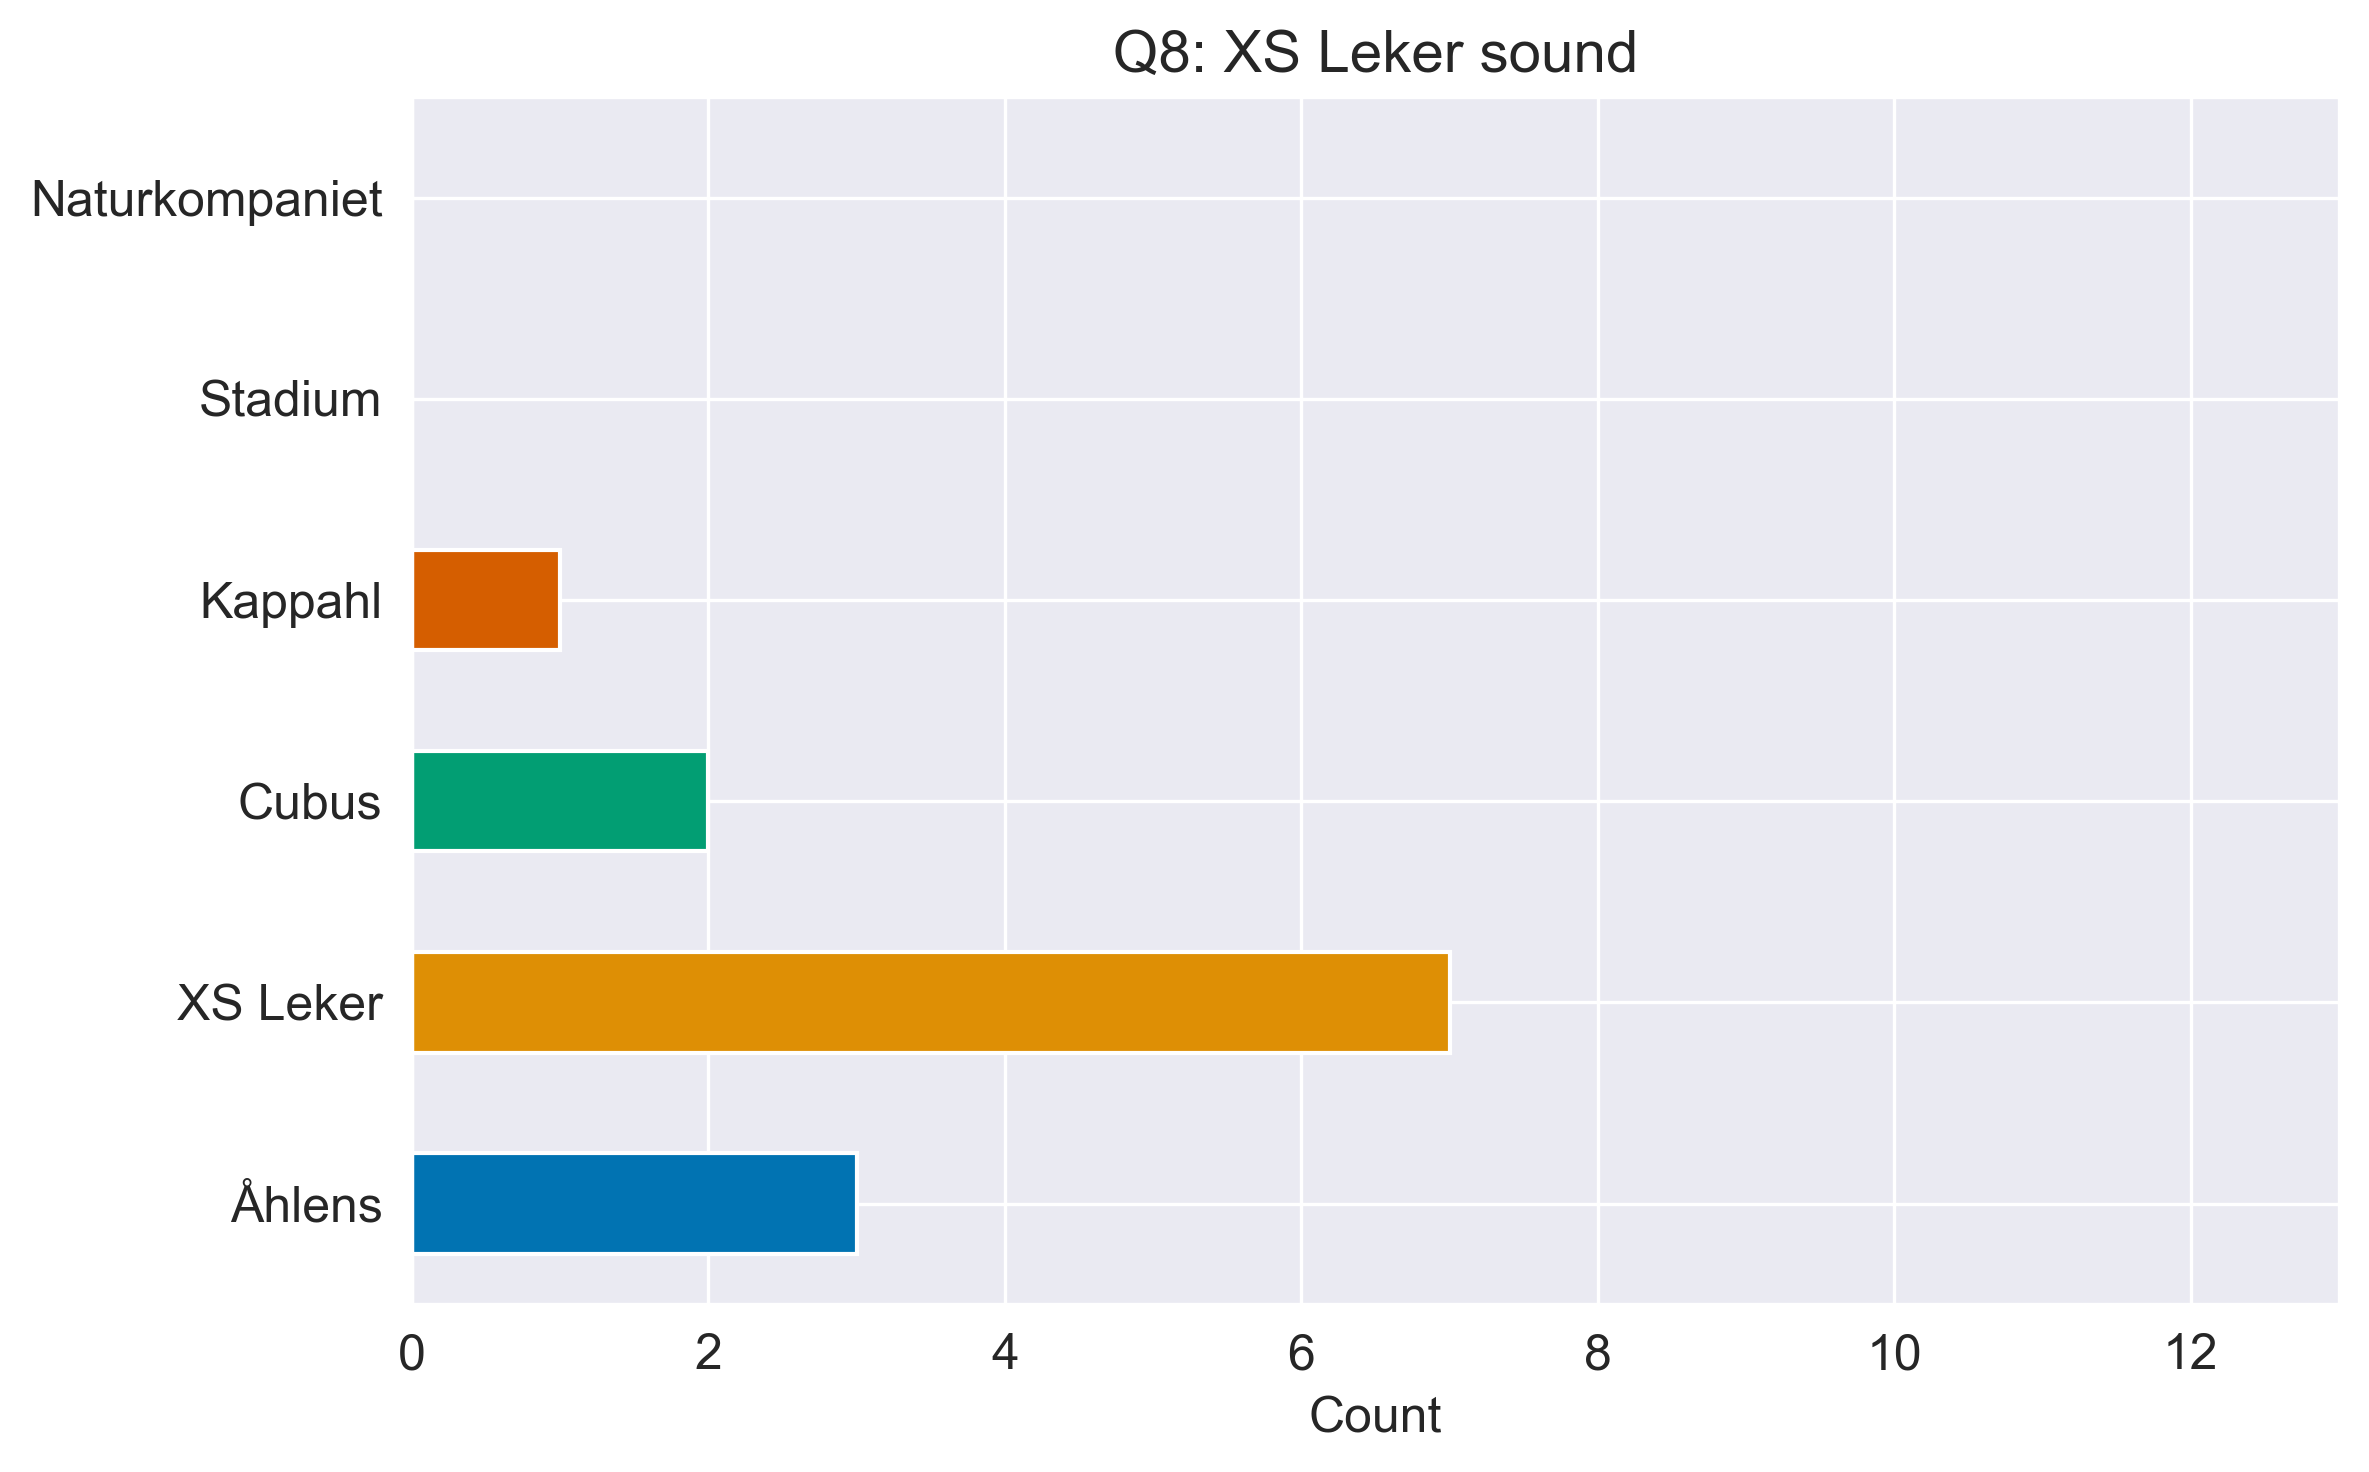 Q8: XS Leker sound
Naturkompaniet
Stadium
Kappahl
Cubus
XS Leker
Åhlens
0 2 4 6 8 10 12
Count